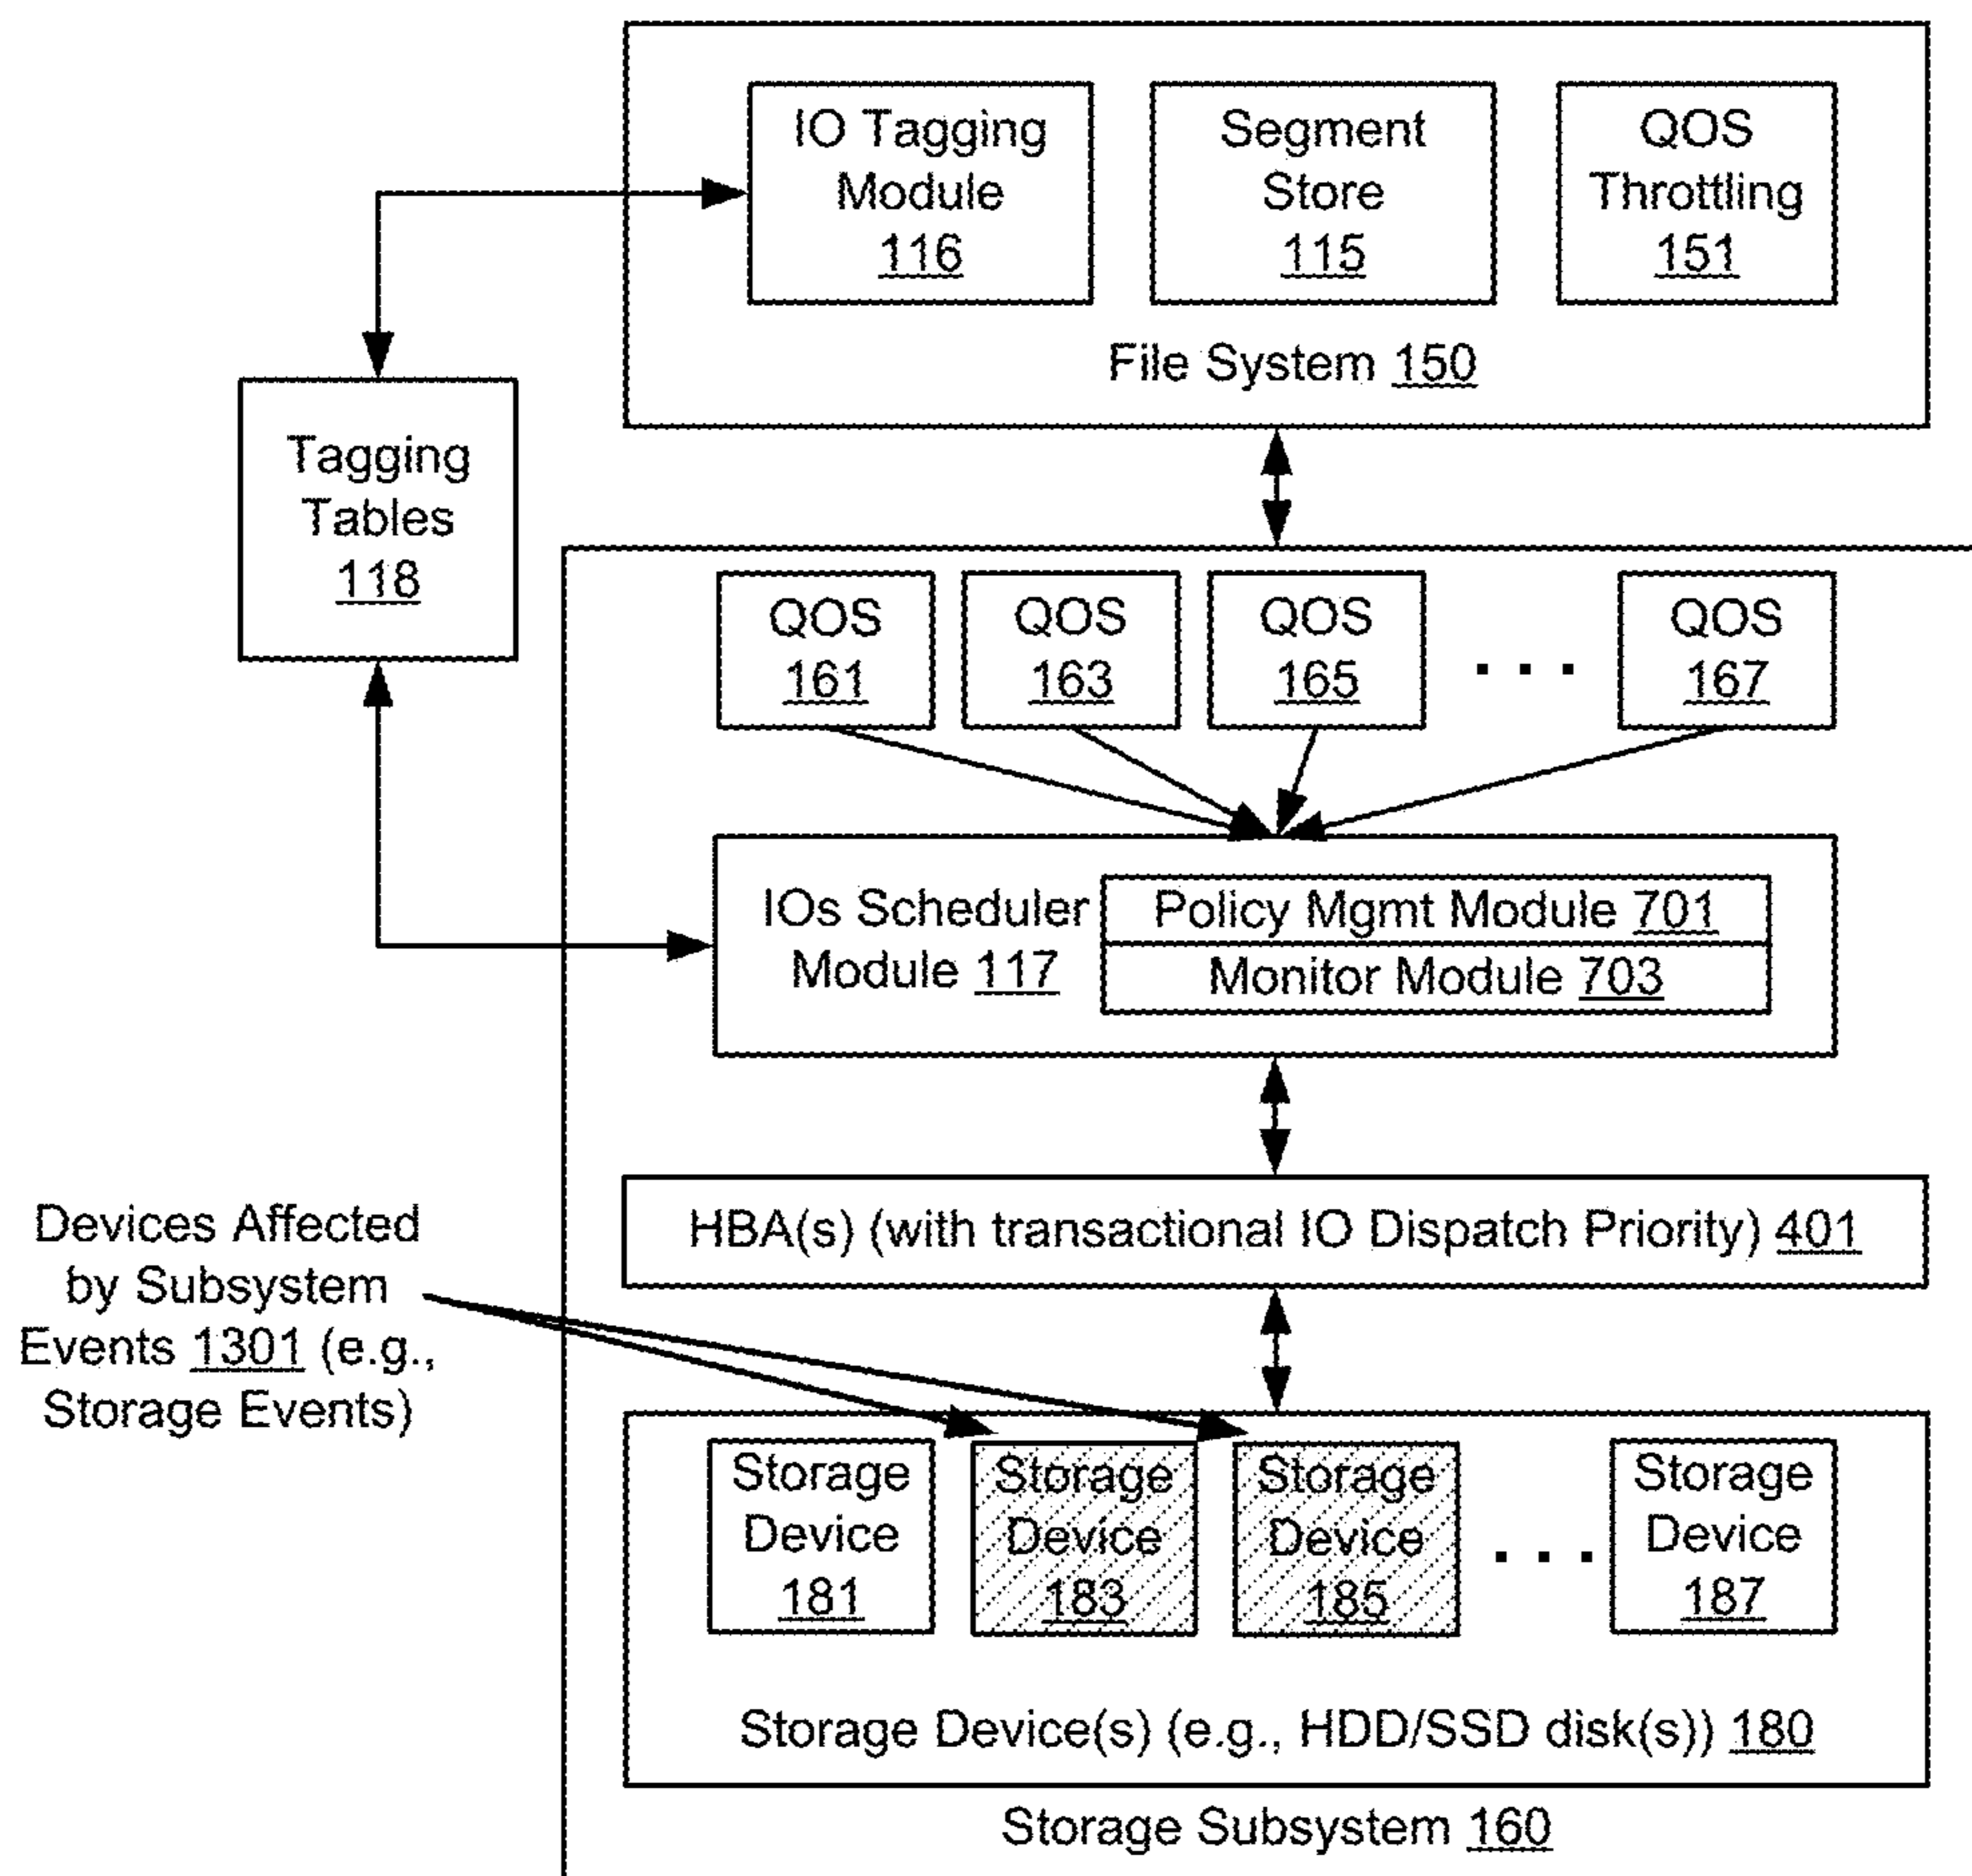 IO Tagging
Module
116
Segment
Store
115
QOS
Throttling
151
File System 150
Tagging
Tables
118
QOS
161
QOS
163
QOS
165
. . .
QOS
167
IOs Scheduler
Module 117
Policy Mgmt Module 701
Monitor Module 703
HBA(s) (with transactional IO Dispatch Priority) 401
Devices Affected
by Subsystem
Events 1301 (e.g.,
Storage Events)
Storage
Device
181
Storage
Device
183
Storage
Device
185
. . .
Storage
Device
187
Storage Device(s) (e.g., HDD/SSD disk(s)) 180
Storage Subsystem 160